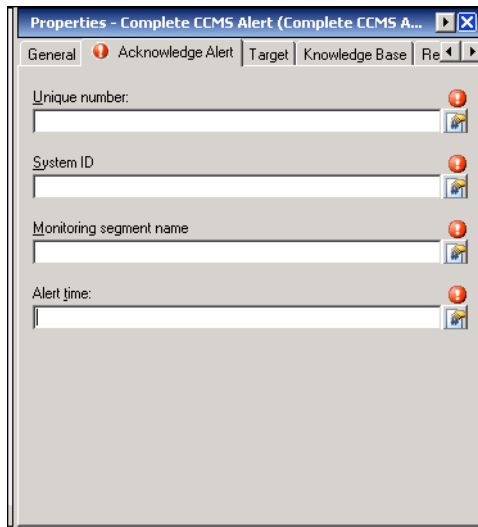 Properties - Complete CCMS Alert (Complete CCMS A...
General Acknowledge Alert Target Knowledge Base Re
Unique number:
System ID
Monitoring segment name
Alert time: